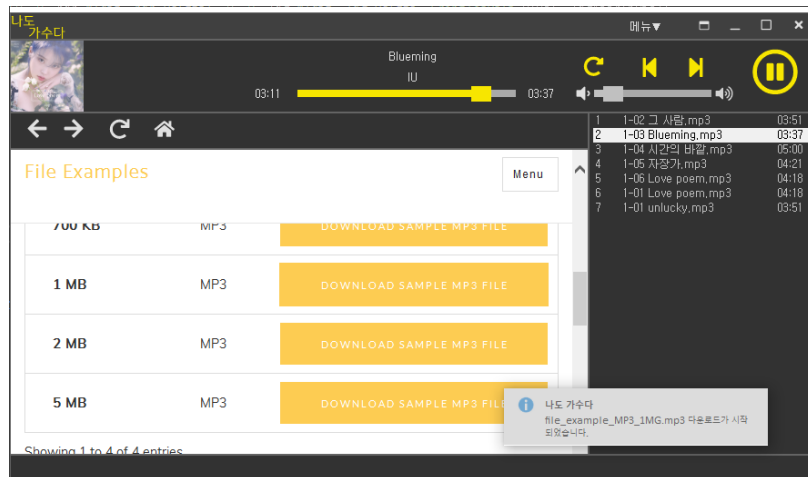 나도
가수다
메뉴▼
Blueming
IU
03:11
03:37
1 1-02 그 사람.mp3 03:51
2 1-03 Blueming.mp3 03:37
3 1-04 시간의 바깥.mp3 05:00
4 1-05 자장가.mp3 04:21
5 1-06 Love poem.mp3 04:18
6 1-01 Love poem.mp3 04:18
7 1-01 unlucky.mp3 03:51
File Examples
Menu
700 KB MP3 DOWNLOAD SAMPLE MP3 FILE
1 MB MP3 DOWNLOAD SAMPLE MP3 FILE
2 MB MP3 DOWNLOAD SAMPLE MP3 FILE
5 MB MP3 DOWNLOAD SAMPLE MP3 FIL
Showing 1 to 4 of 4 entries
나도 가수다
file_example_MP3_1MG.mp3 다운로드가 시작
되었습니다.